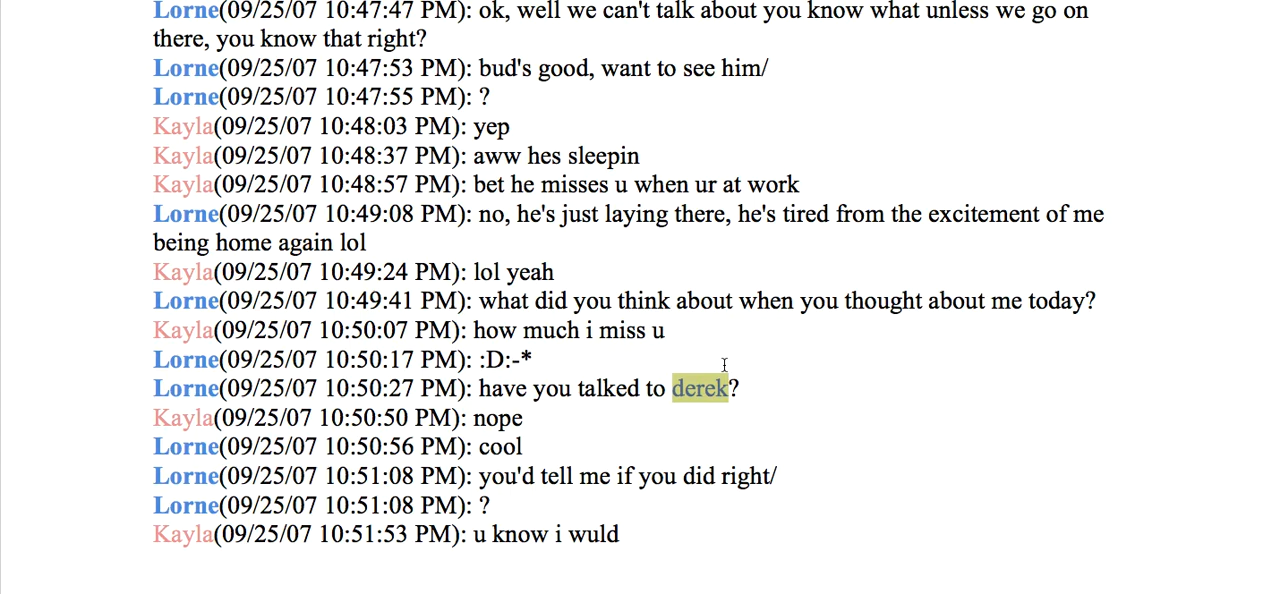 Lorne(09/25/07 10:47:47 PM): ok, well we can't talk about you know what unless we go on
there, you know that right?
Lorne(09/25/07 10:47:53 PM): bud's good, want to see him/
Lorne(09/25/07 10:47:55 PM): ?
Kayla(09/25/07 10:48:03 PM): yep
Kayla(09/25/07 10:48:37 PM): aww hes sleepin
Kayla(09/25/07 10:48:57 PM): bet he misses u when ur at work
Lorne(09/25/07 10:49:08 PM): no, he's just laying there, he's tired from the excitement of me
being home again lol
Kayla(09/25/07 10:49:24 PM): lol yeah
Lorne(09/25/07 10:49:41 PM): what did you think about when you thought about me today?
Kayla(09/25/07 10:50:07 PM): how much i miss u
Lorne(09/25/07 10:50:17 PM): :D:-*
Lorne(09/25/07 10:50:27 PM): have you talked to derek?
Kayla(09/25/07 10:50:50 PM): nope
Lorne(09/25/07 10:50:56 PM): cool
Lorne(09/25/07 10:51:08 PM): you'd tell me if you did right/
Lorne(09/25/07 10:51:08 PM): ?
Kayla(09/25/07 10:51:53 PM): u know i wuld